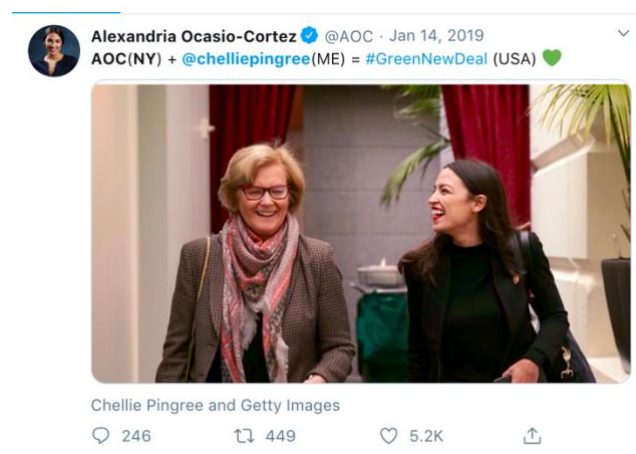 Alexandria Ocasio-Cortez @AOC · Jan 14, 2019
AOC(NY) + @chelliepingree(ME) = #GreenNewDeal (USA) 💚
Chellie Pingree and Getty Images
246 449 5.2K